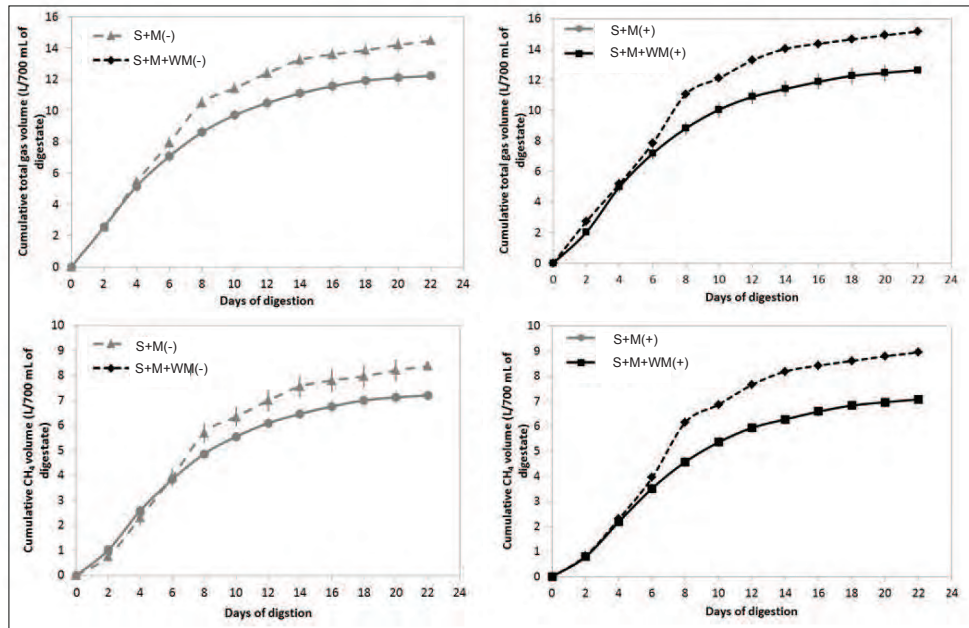 Cumulative total gas volume (L/700 mL of
digestate)
16
14
12
10
8
6
4
2
0
S+M(-)
S+M+WM(-)
0 2 4 6 8 10 12 14 16 18 20 22 24
Days of digestion
Cumulative total gas volume (L/700 mL of
digestate)
16
14
12
10
8
6
4
2
0
S+M(+)
S+M+WM(+)
0 2 4 6 8 10 12 14 16 18 20 22 24
Days of digestion
Cumulative CH4 volume (L/700 mL of
digestate)
10
9
8
7
6
5
4
3
2
1
0
S+M(-)
S+M+WM(-)
0 2 4 6 8 10 12 14 16 18 20 22 24
Days of digstion
Cumulative CH4 volume (L/700 mL of
digestate)
10
9
8
7
6
5
4
3
2
1
0
S+M(+)
S+M+WM(+)
0 2 4 6 8 10 12 14 16 18 20 22 24
Days of digestion